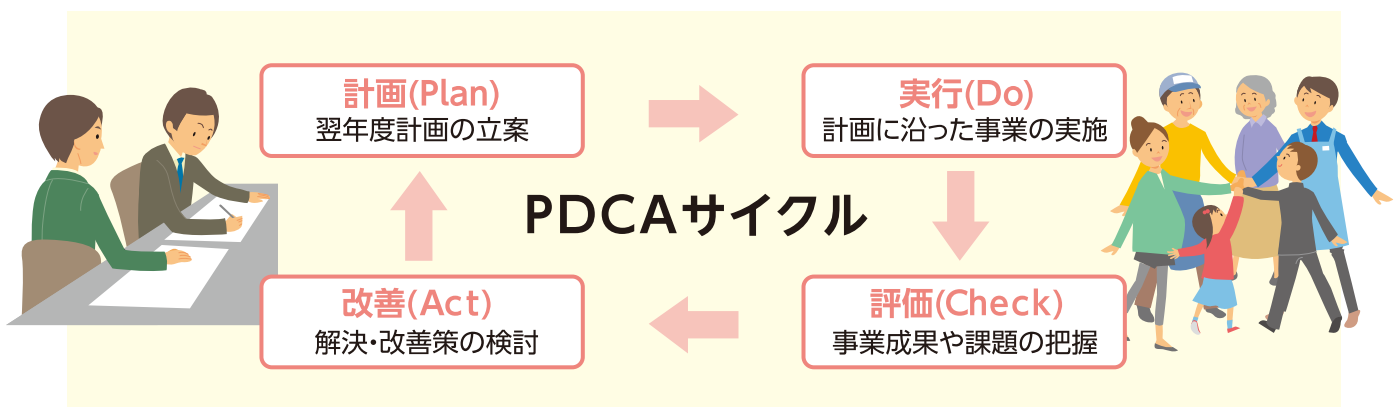 計画(Plan)
翌年度計画の立案
実行(Do)
計画に沿った事業の実施
PDCAサイクル
改善(Act)
解決・改善策の検討
評価(Check)
事業成果や課題の把握